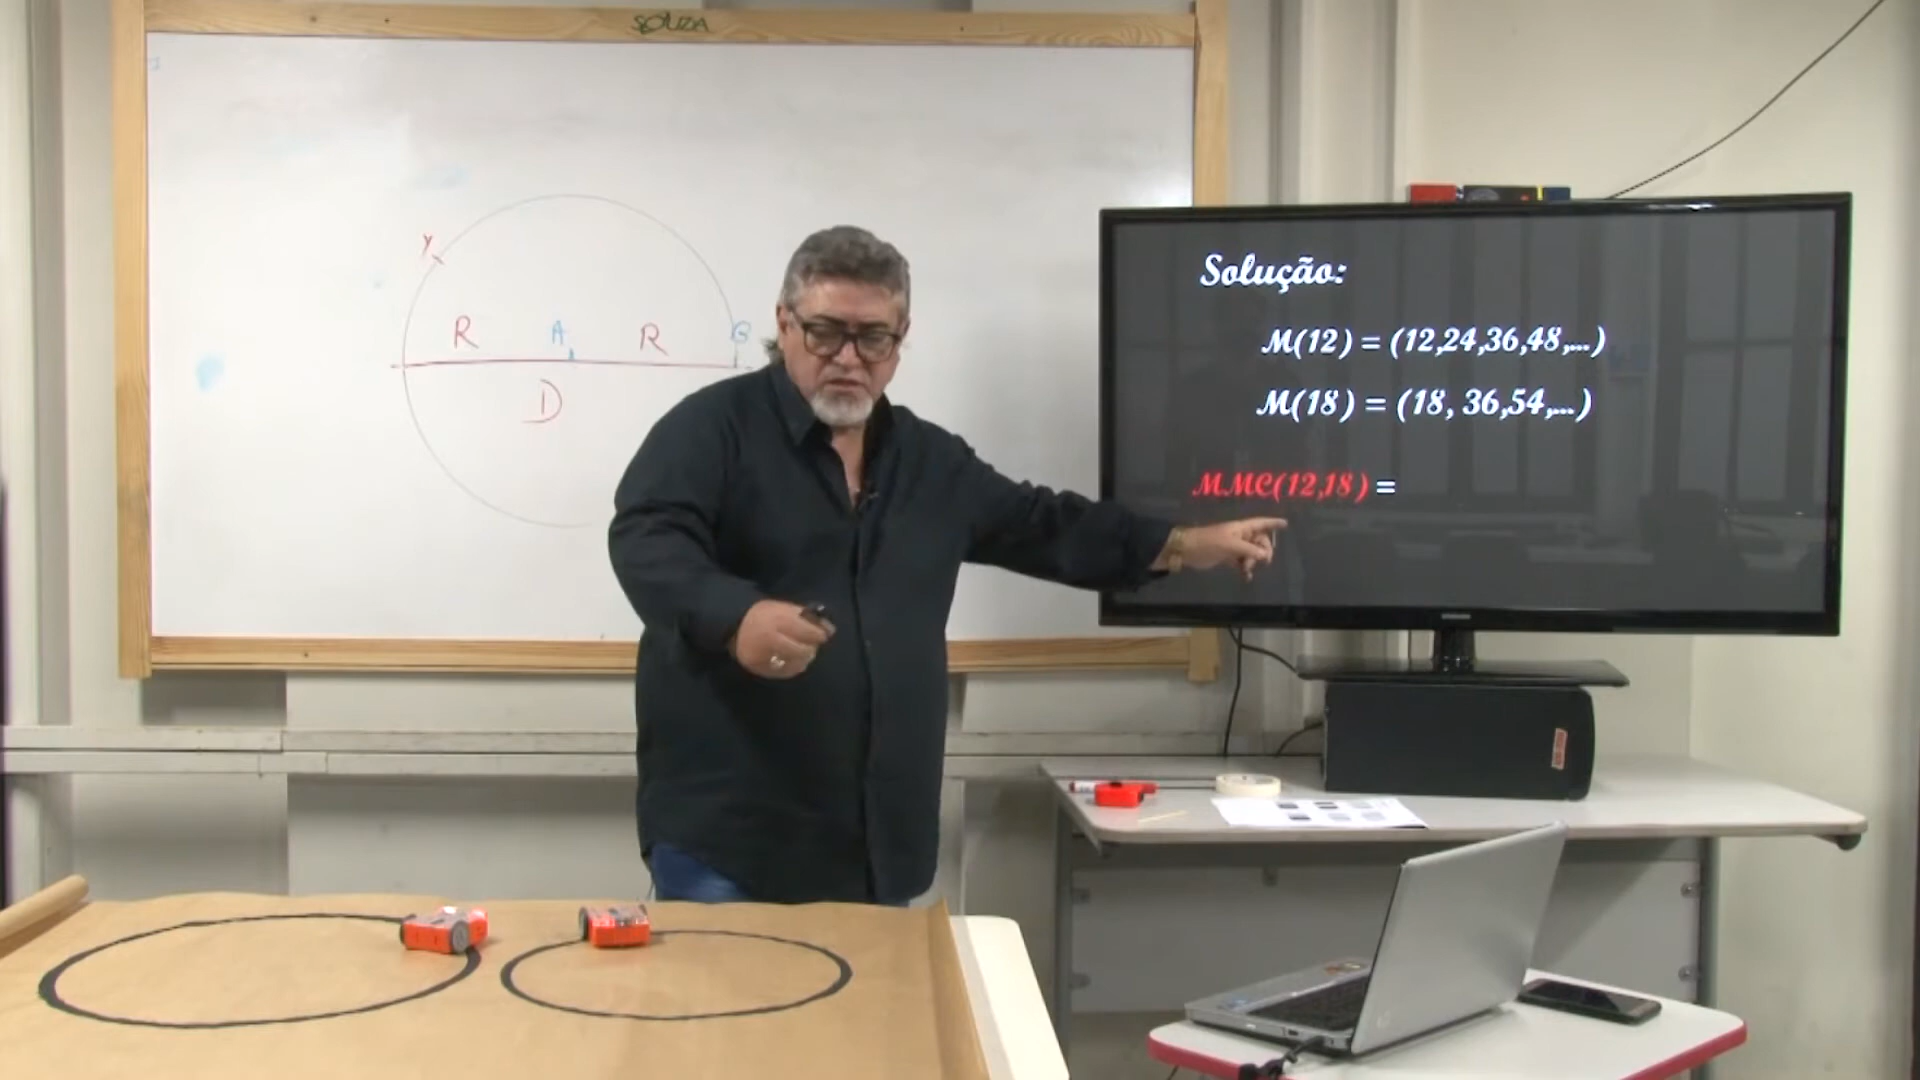 SOUZA
Y
R A R B
D
Solução:
M(12) = (12,24,36,48,...)
M(18) = (18, 36,54,...)
MMC(12,18) =